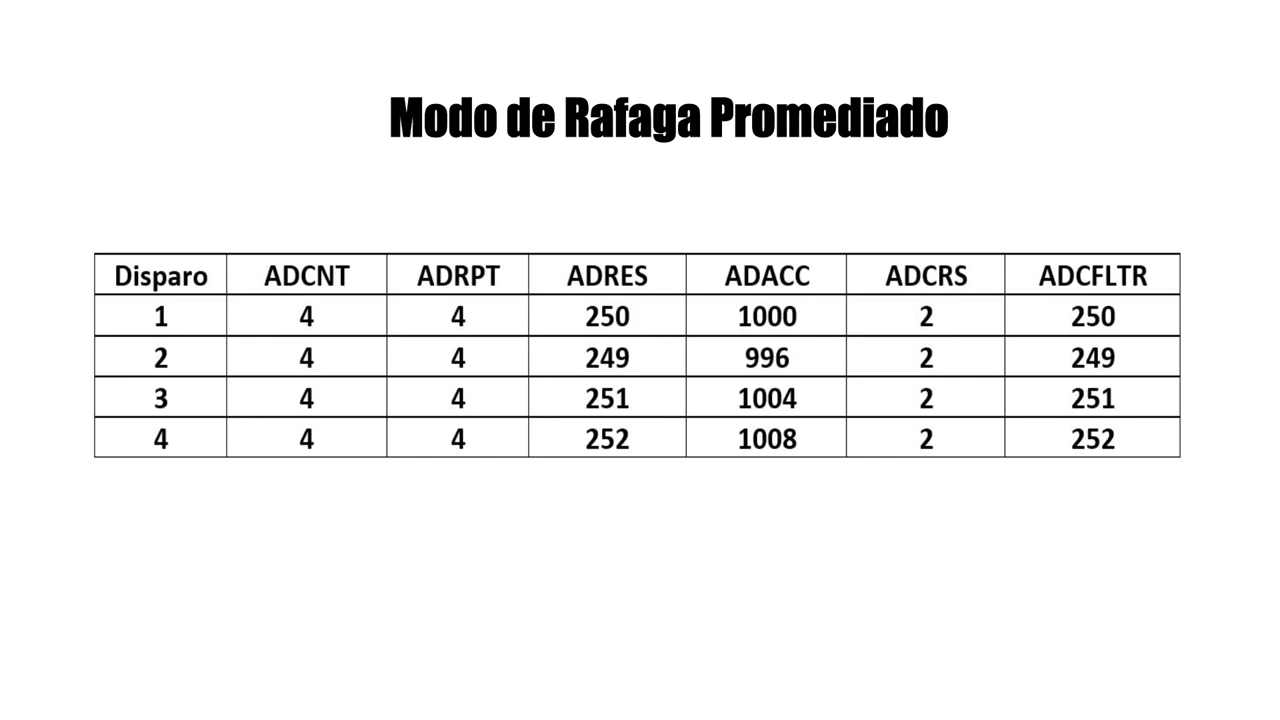 Modo de Rafaga Promediado
Disparo ADCNT ADRPT ADRES ADACC ADCRS ADCFLTR
1 4 4 250 1000 2 250
2 4 4 249 996 2 249
3 4 4 251 1004 2 251
4 4 4 252 1008 2 252